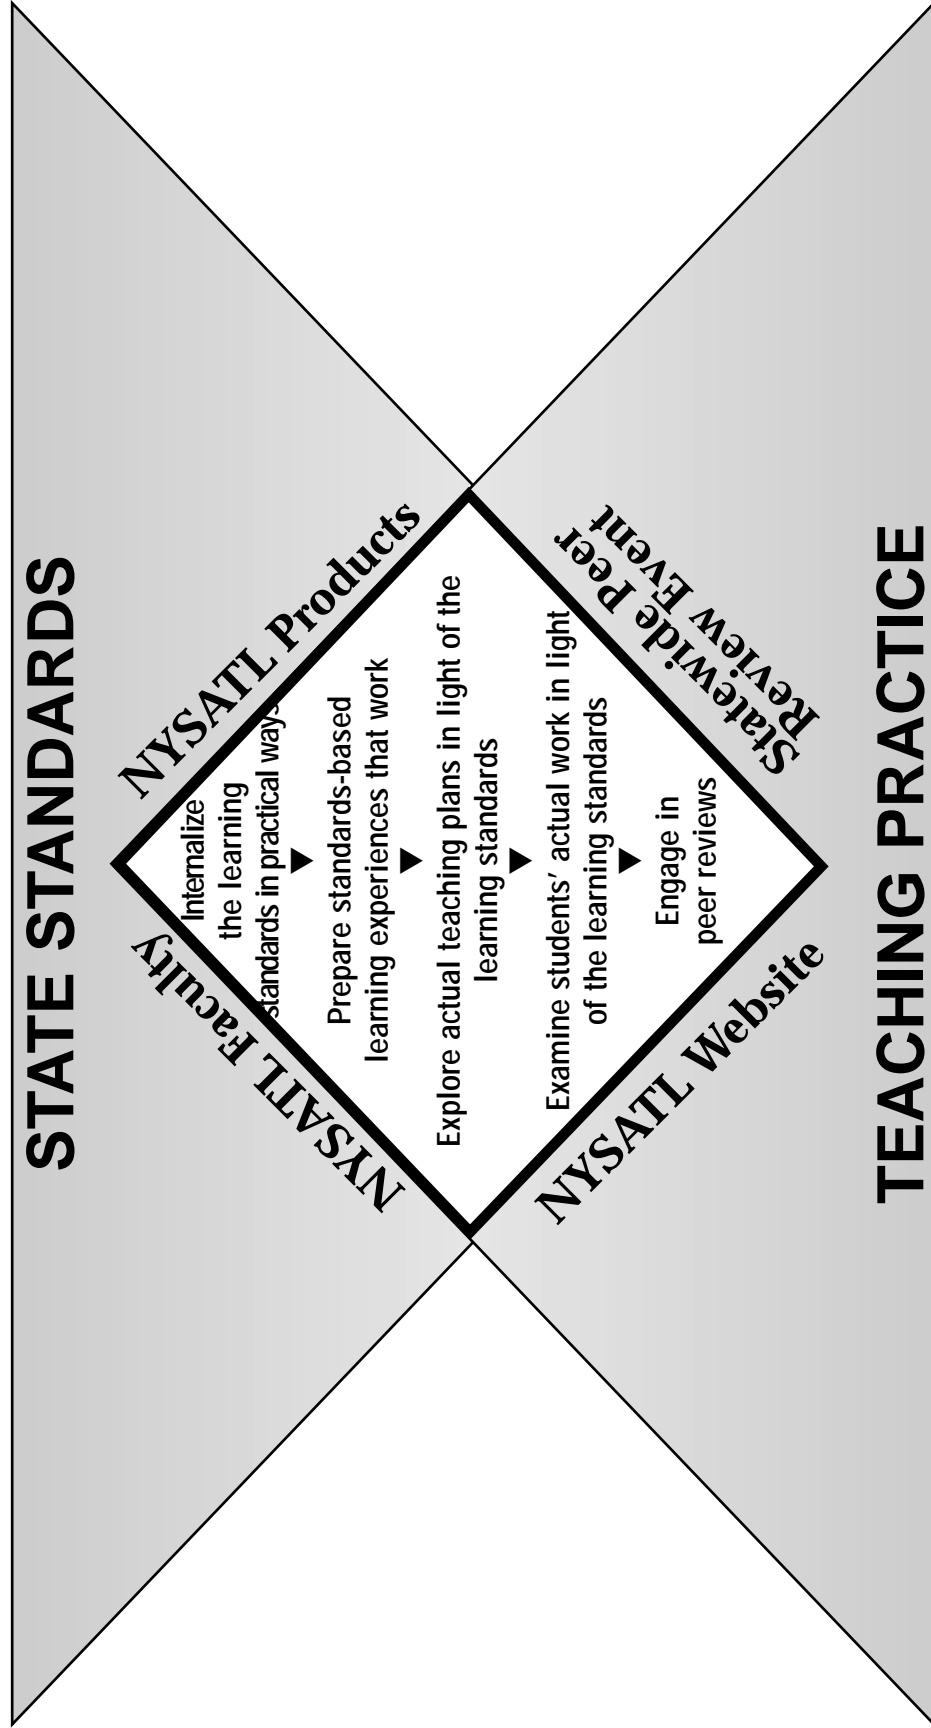 STATE STANDARDS
NYSATL Faculty
NYSATL Products
Internalize
the learning
standards in practical ways
Prepare standards-based
learning experiences that work
Explore actual teaching plans in light of the
learning standards
Examine students’ actual work in light
of the learning standards
Engage in
peer reviews
NYSATL Website
Statewide Peer
Review Event
TEACHING PRACTICE